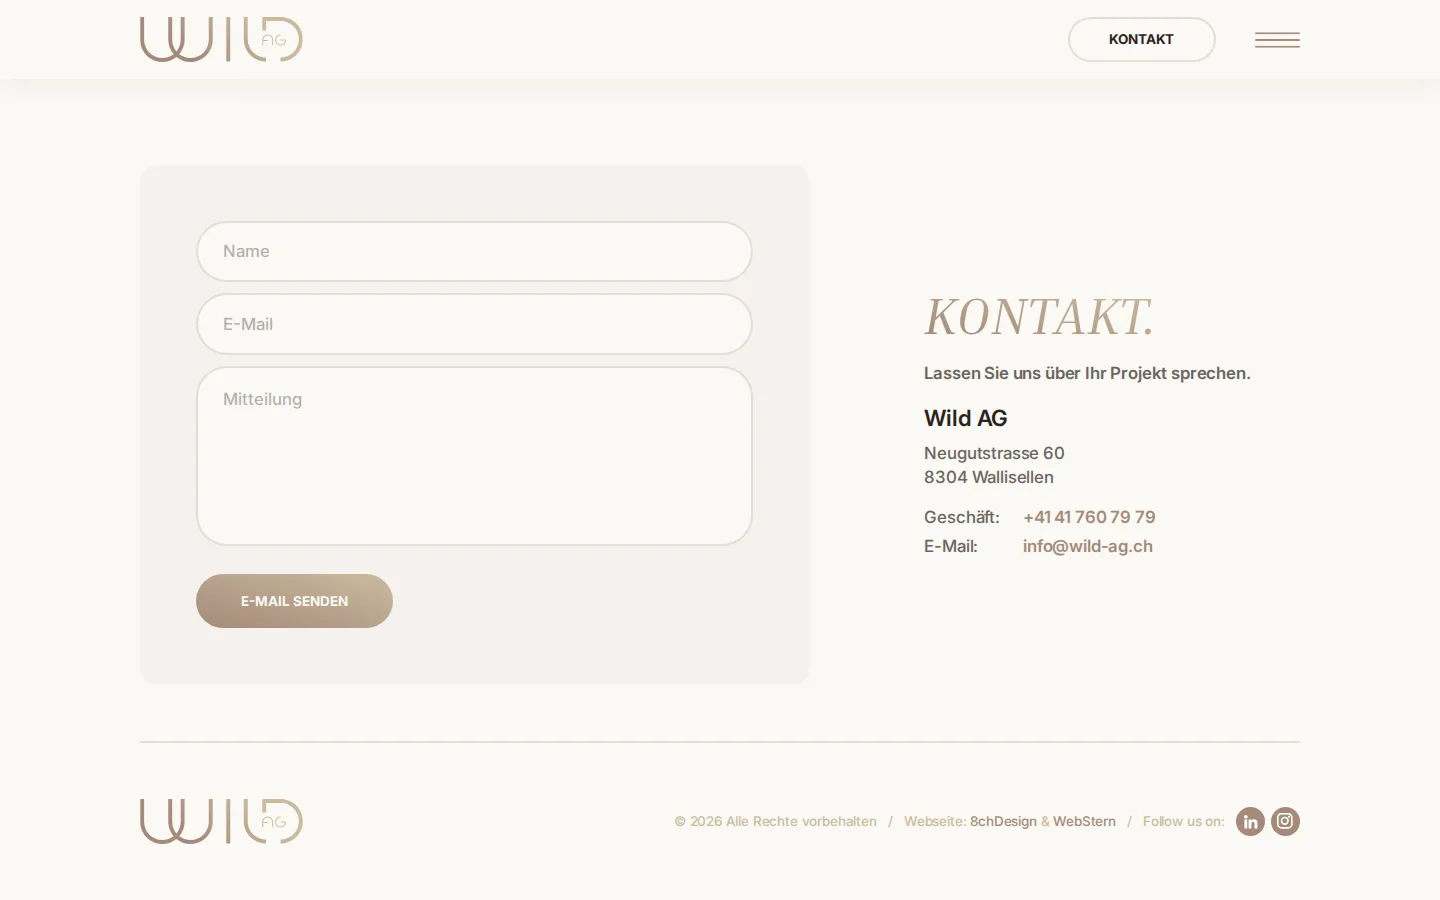 WILD AG
KONTAKT
Name
E-Mail
Mitteilung
E-MAIL SENDEN
KONTAKT.
Lassen Sie uns über Ihr Projekt sprechen.
Wild AG
Neugutstrasse 60
8304 Wallisellen
Geschäft: +41 41 760 79 79
E-Mail: info@wild-ag.ch
WILD AG
© 2026 Alle Rechte vorbehalten / Webseite: 8chDesign & WebStern / Follow us on: in